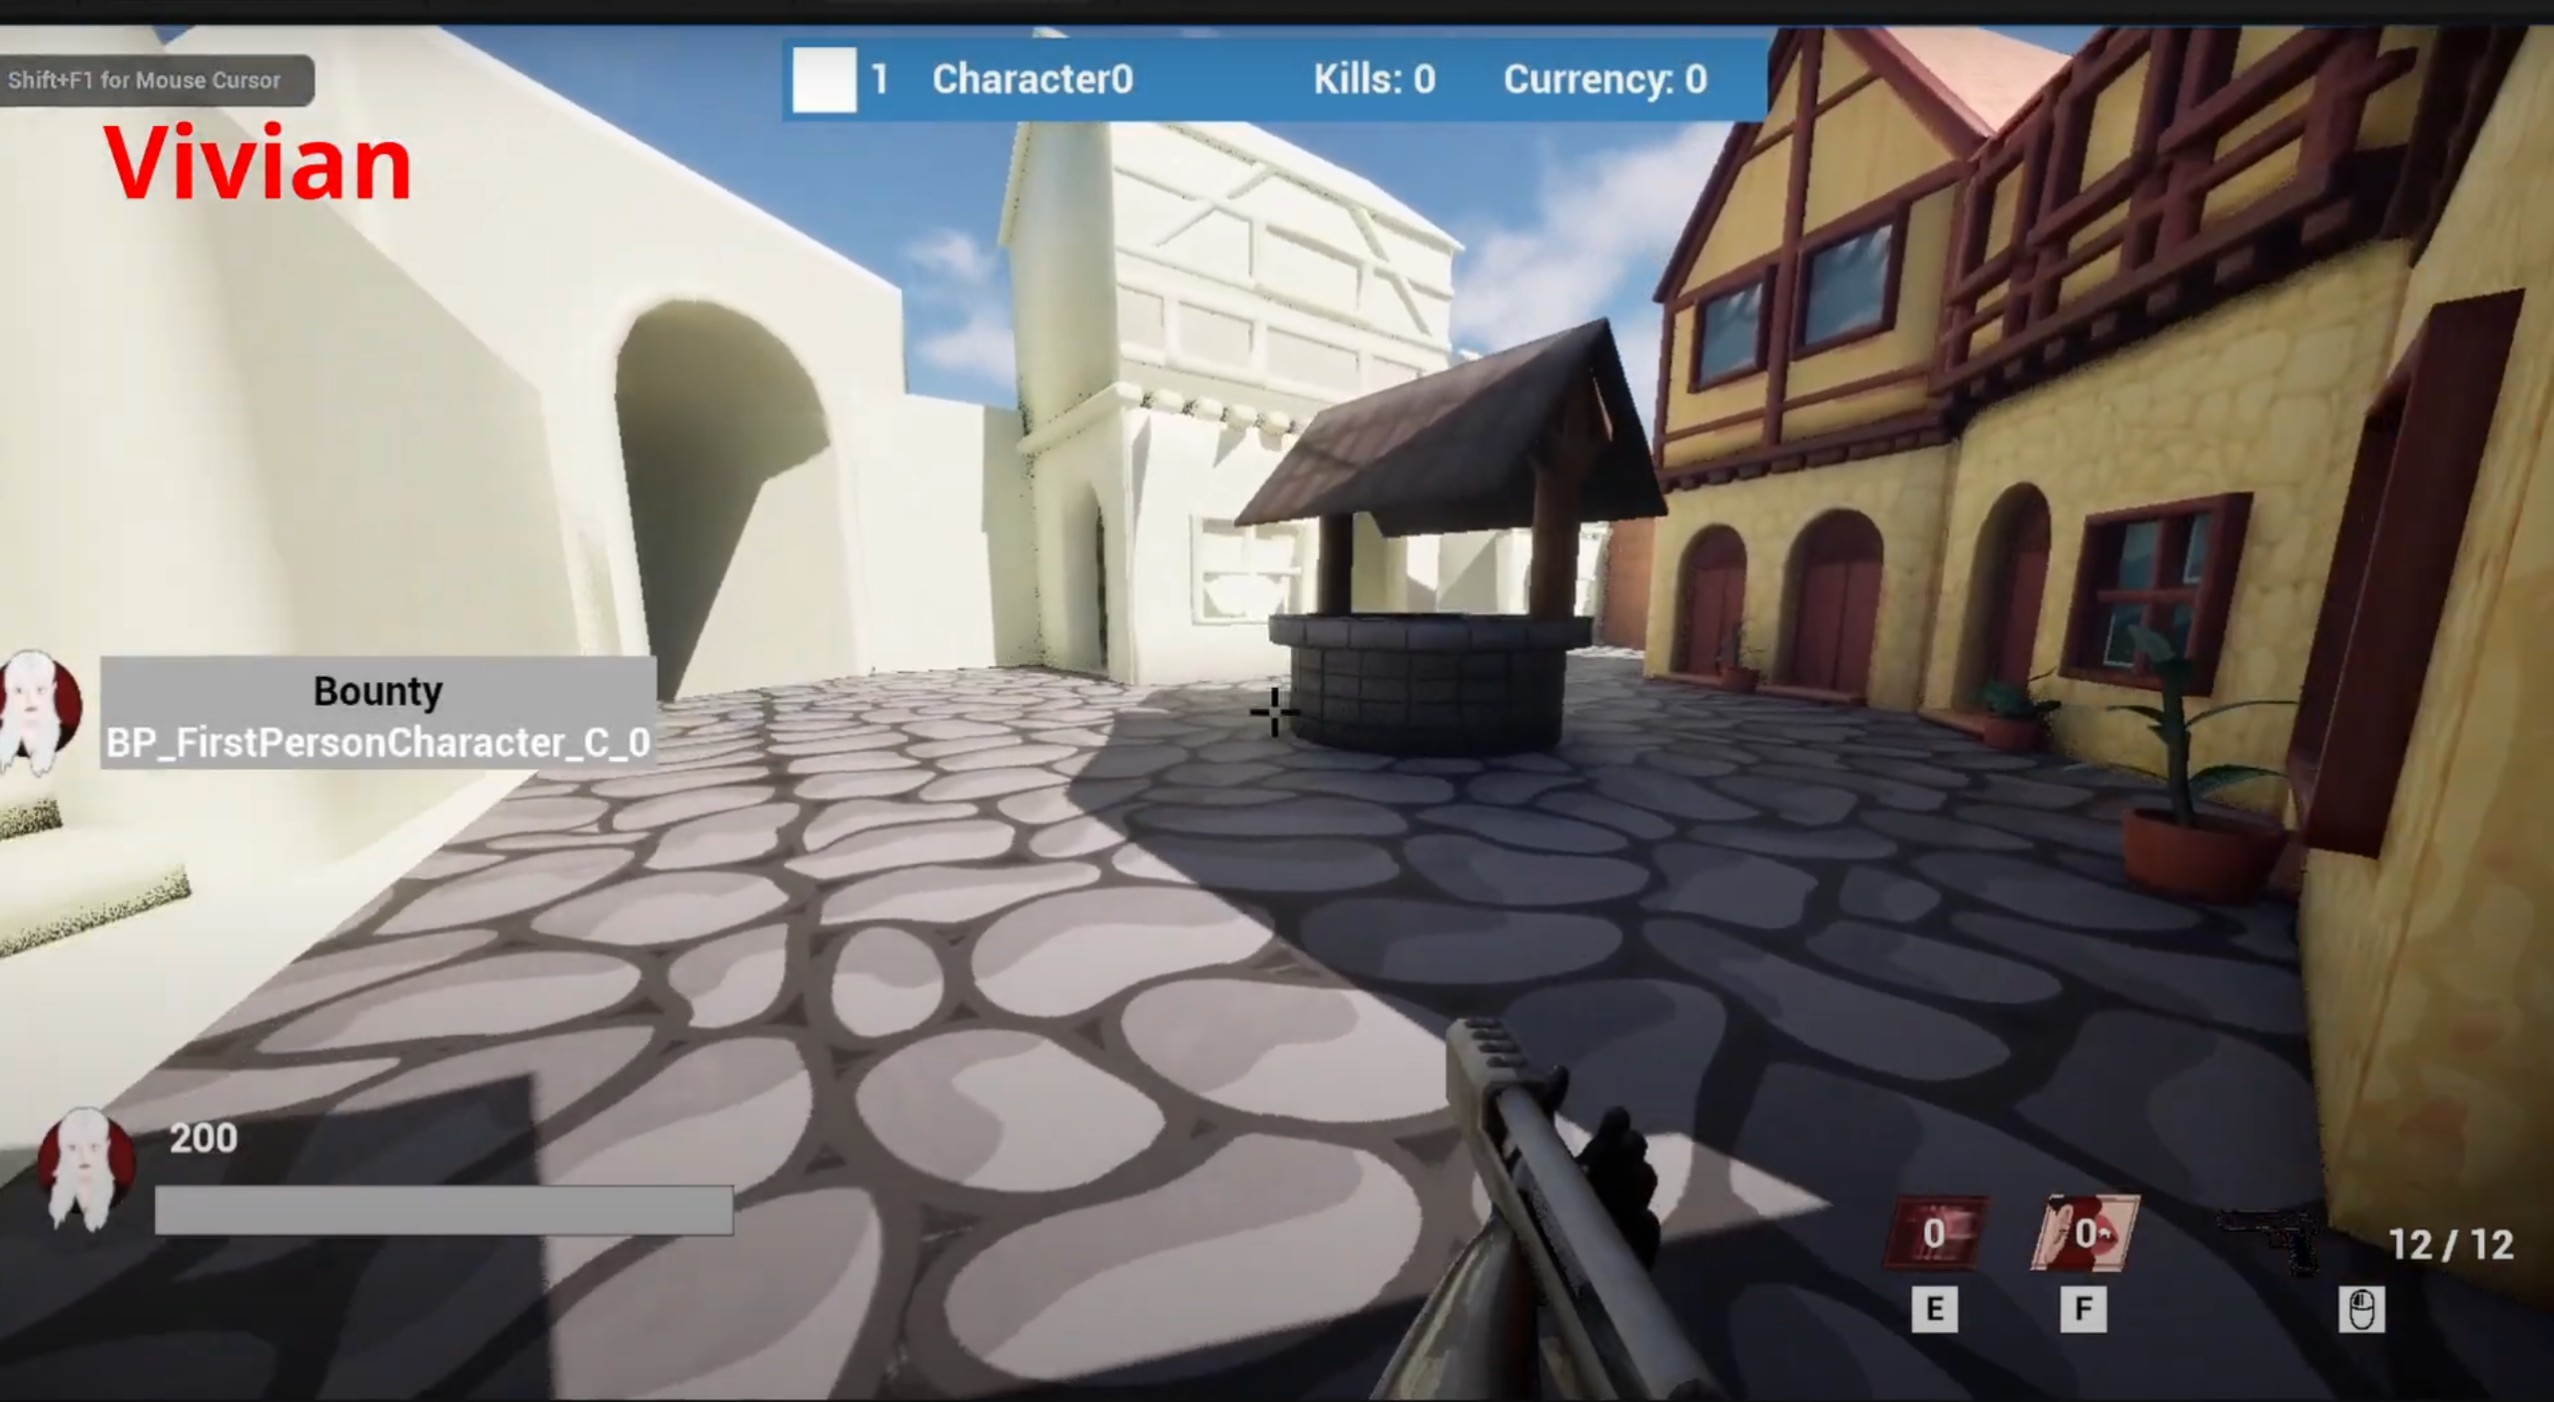 Shift+F1 for Mouse Cursor
1 Character0 Kills: 0 Currency: 0
Vivian
Bounty
BP_FirstPersonCharacter_C_0
200
0 0
12 / 12
E F